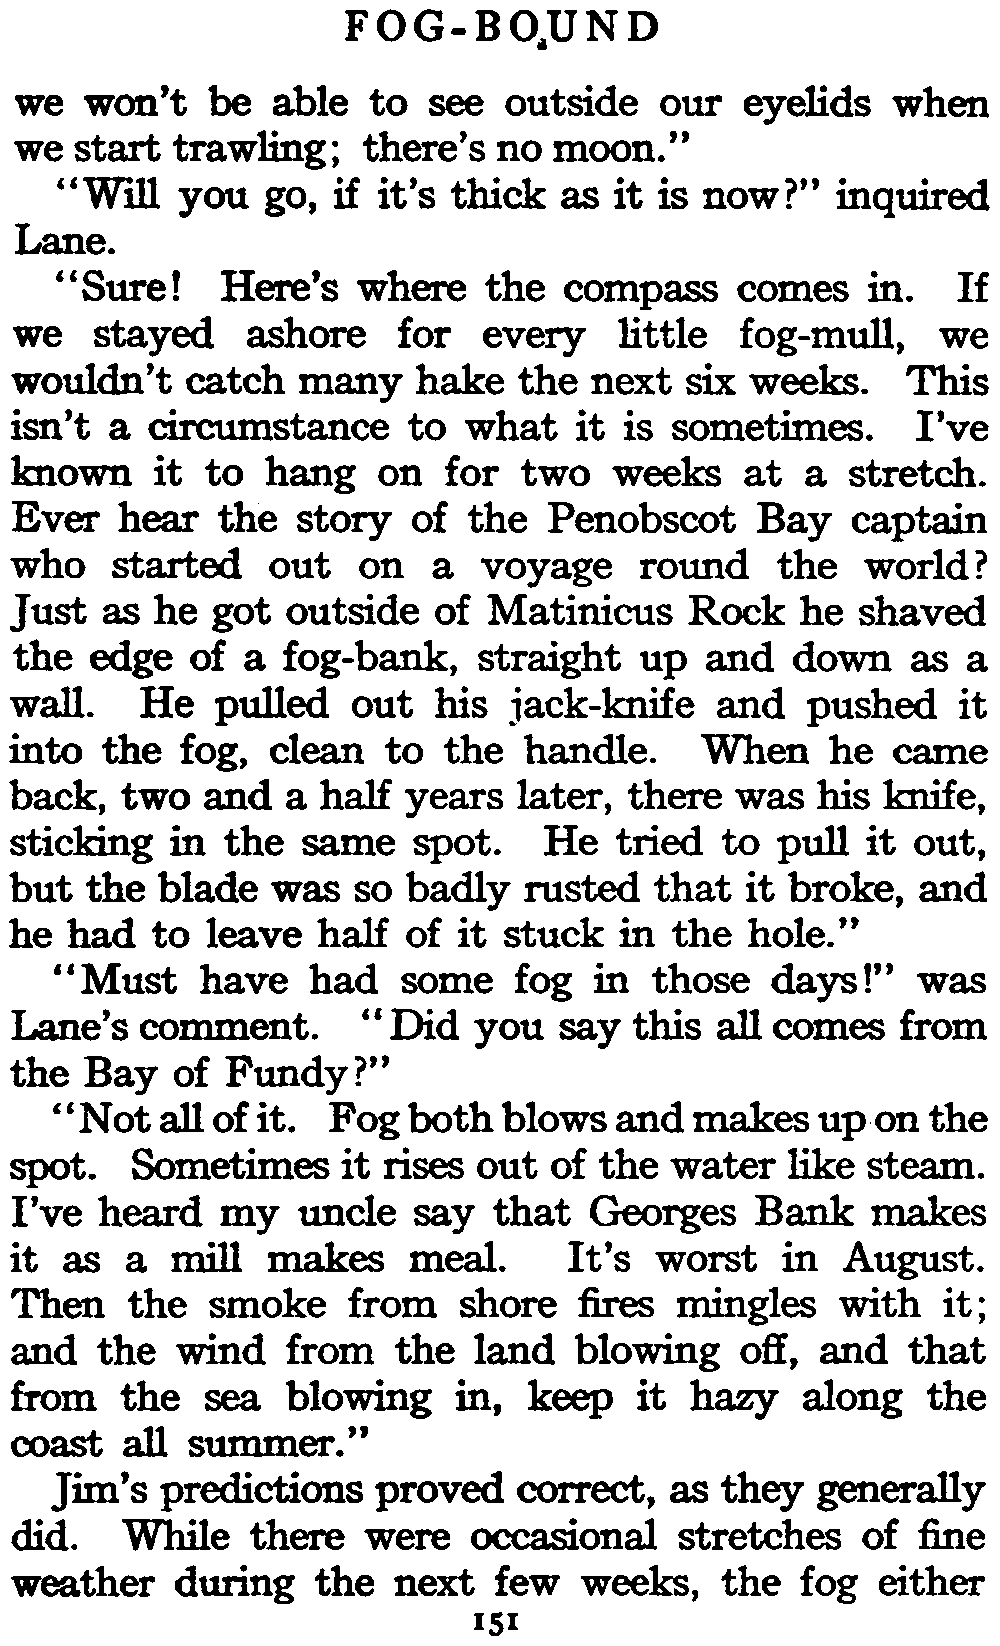 FOG-BOUND
we won't be able to see outside our eyelids when
we start trawling; there's no moon."
"Will you go, if it's thick as it is now?" inquired
Lane.
"Sure! Here's where the compass comes in. If
we stayed ashore for every little fog-mull, we
wouldn't catch many hake the next six weeks. This
isn't a circumstance to what it is sometimes. I've
known it to hang on for two weeks at a stretch.
Ever hear the story of the Penobscot Bay captain
who started out on a voyage round the world?
Just as he got outside of Matinicus Rock he shaved
the edge of a fog-bank, straight up and down as a
wall. He pulled out his jack-knife and pushed it
into the fog, clean to the handle. When he came
back, two and a half years later, there was his knife,
sticking in the same spot. He tried to pull it out,
but the blade was so badly rusted that it broke, and
he had to leave half of it stuck in the hole."
"Must have had some fog in those days!" was
Lane's comment. "Did you say this all comes from
the Bay of Fundy?"
"Not all of it. Fog both blows and makes up on the
spot. Sometimes it rises out of the water like steam.
I've heard my uncle say that Georges Bank makes
it as a mill makes meal. It's worst in August.
Then the smoke from shore fires mingles with it;
and the wind from the land blowing off, and that
from the sea blowing in, keep it hazy along the
coast all summer."
Jim's predictions proved correct, as they generally
did. While there were occasional stretches of fine
weather during the next few weeks, the fog either
151